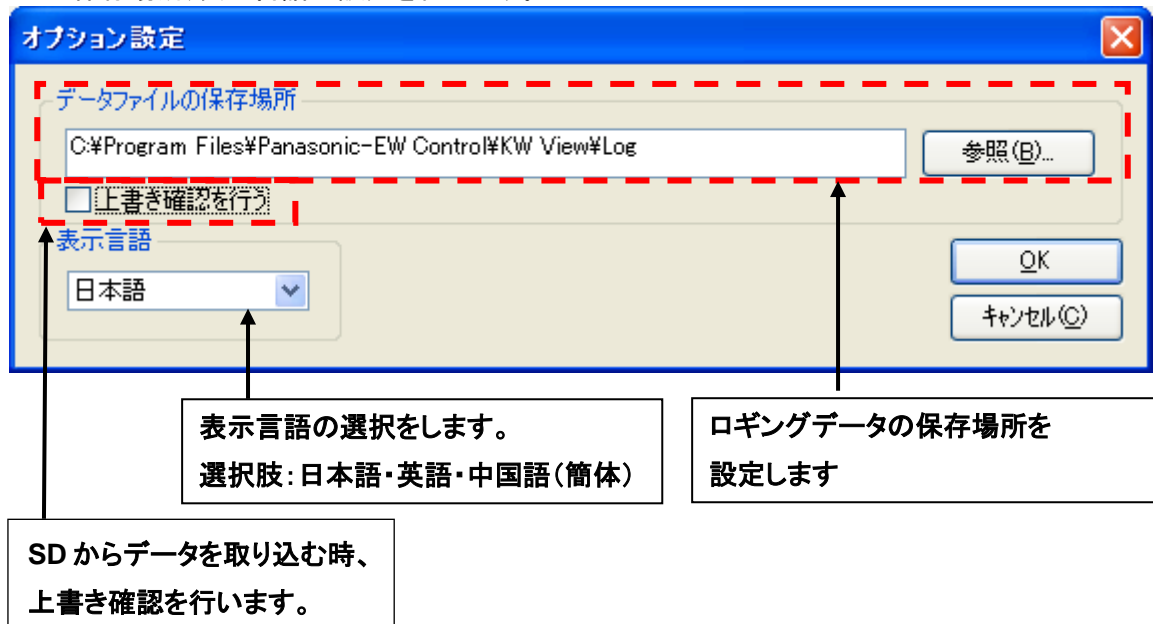 オプション設定
データファイルの保存場所
C:¥Program Files¥Panasonic-EW Control¥KW View¥Log
参照(B)...
上書き確認を行う
表示言語
日本語
OK
キャンセル(C)
表示言語の選択をします。
選択肢：日本語・英語・中国語（簡体）
ロギングデータの保存場所を
設定します
SD からデータを取り込む時、
上書き確認を行います。